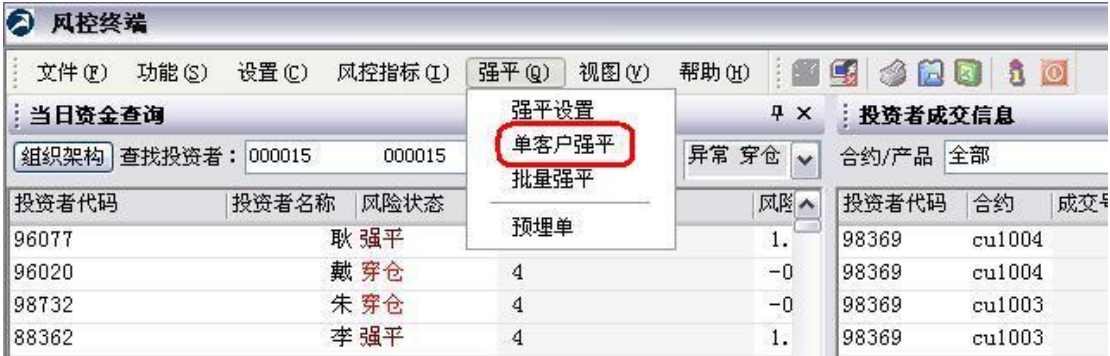 风控终端
文件(F) 功能(S) 设置(C) 风控指标(I) 强平(Q) 视图(V) 帮助(H)
当日资金查询
强平设置
单客户强平
批量强平
预埋单
投资者成交信息
组织架构 查找投资者: 000015 000015 异常 穿仓
合约/产品 全部
投资者代码 投资者名称 风险状态 风险
96077 耿 强平 1.
96020 戴 穿仓 4 -0
98732 朱 穿仓 4 -0
88362 李 强平 4 1.
投资者代码 合约 成交号
98369 cu1004
98369 cu1004
98369 cu1003
98369 cu1003